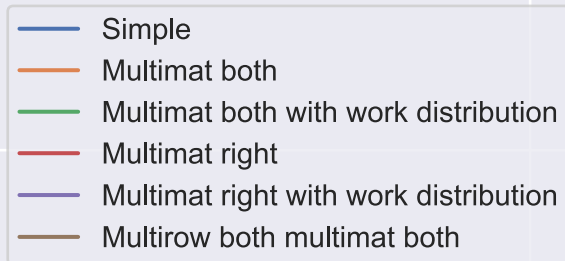 Simple
Multimat both
Multimat both with work distribution
Multimat right
Multimat right with work distribution
Multirow both multimat both